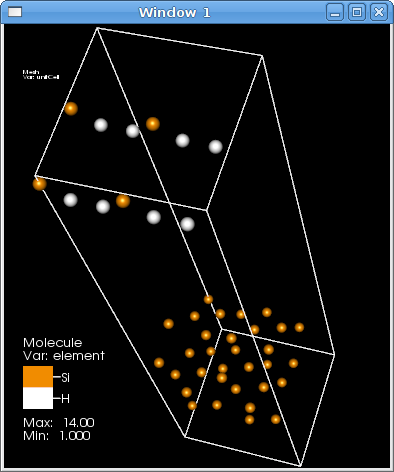 Window 1
Mesh
Var: unitCell
Molecule
Var: element
Si
H
Max: 14.00
Min: 1.000